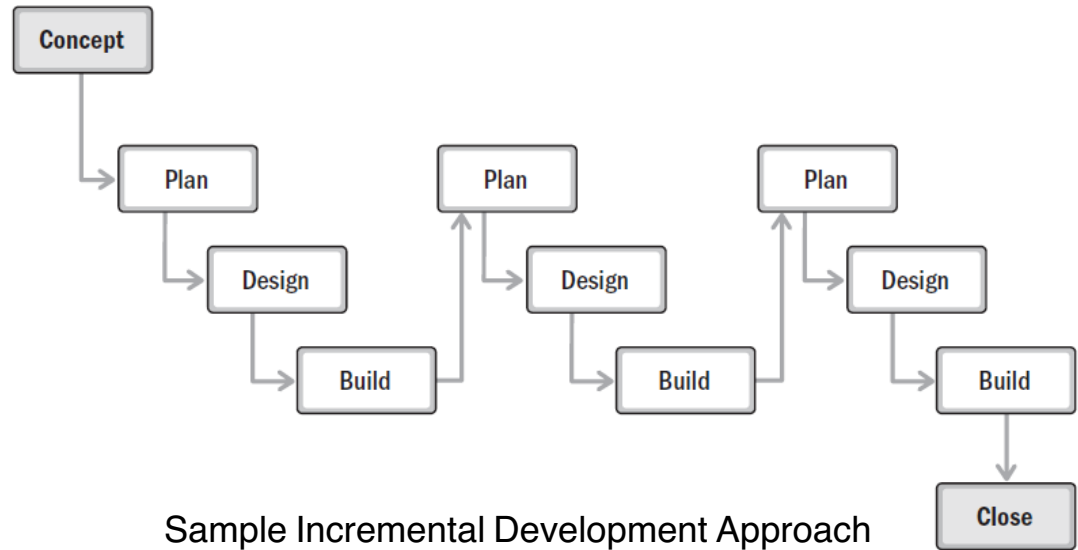 Concept
Plan
Plan
Plan
Design
Design
Design
Build
Build
Build
Close
Sample Incremental Development Approach